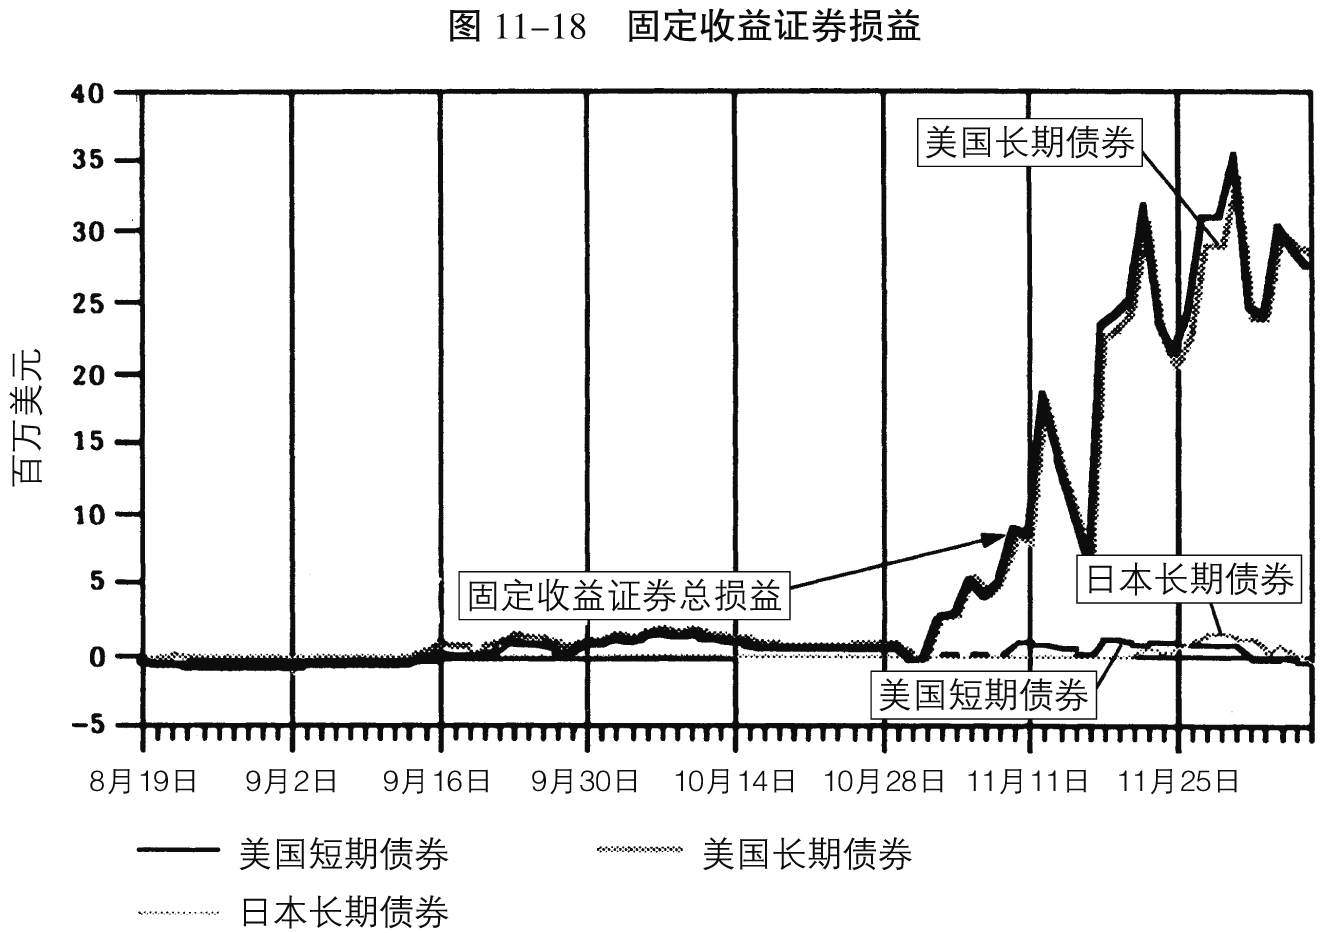 图 11–18 固定收益证券损益
40
35
30
25
20
15
10
5
0
–5
百万美元
美国长期债券
固定收益证券总损益
日本长期债券
美国短期债券
8月19日 9月2日 9月16日 9月30日 10月14日 10月28日 11月11日 11月25日
美国短期债券 美国长期债券
日本长期债券